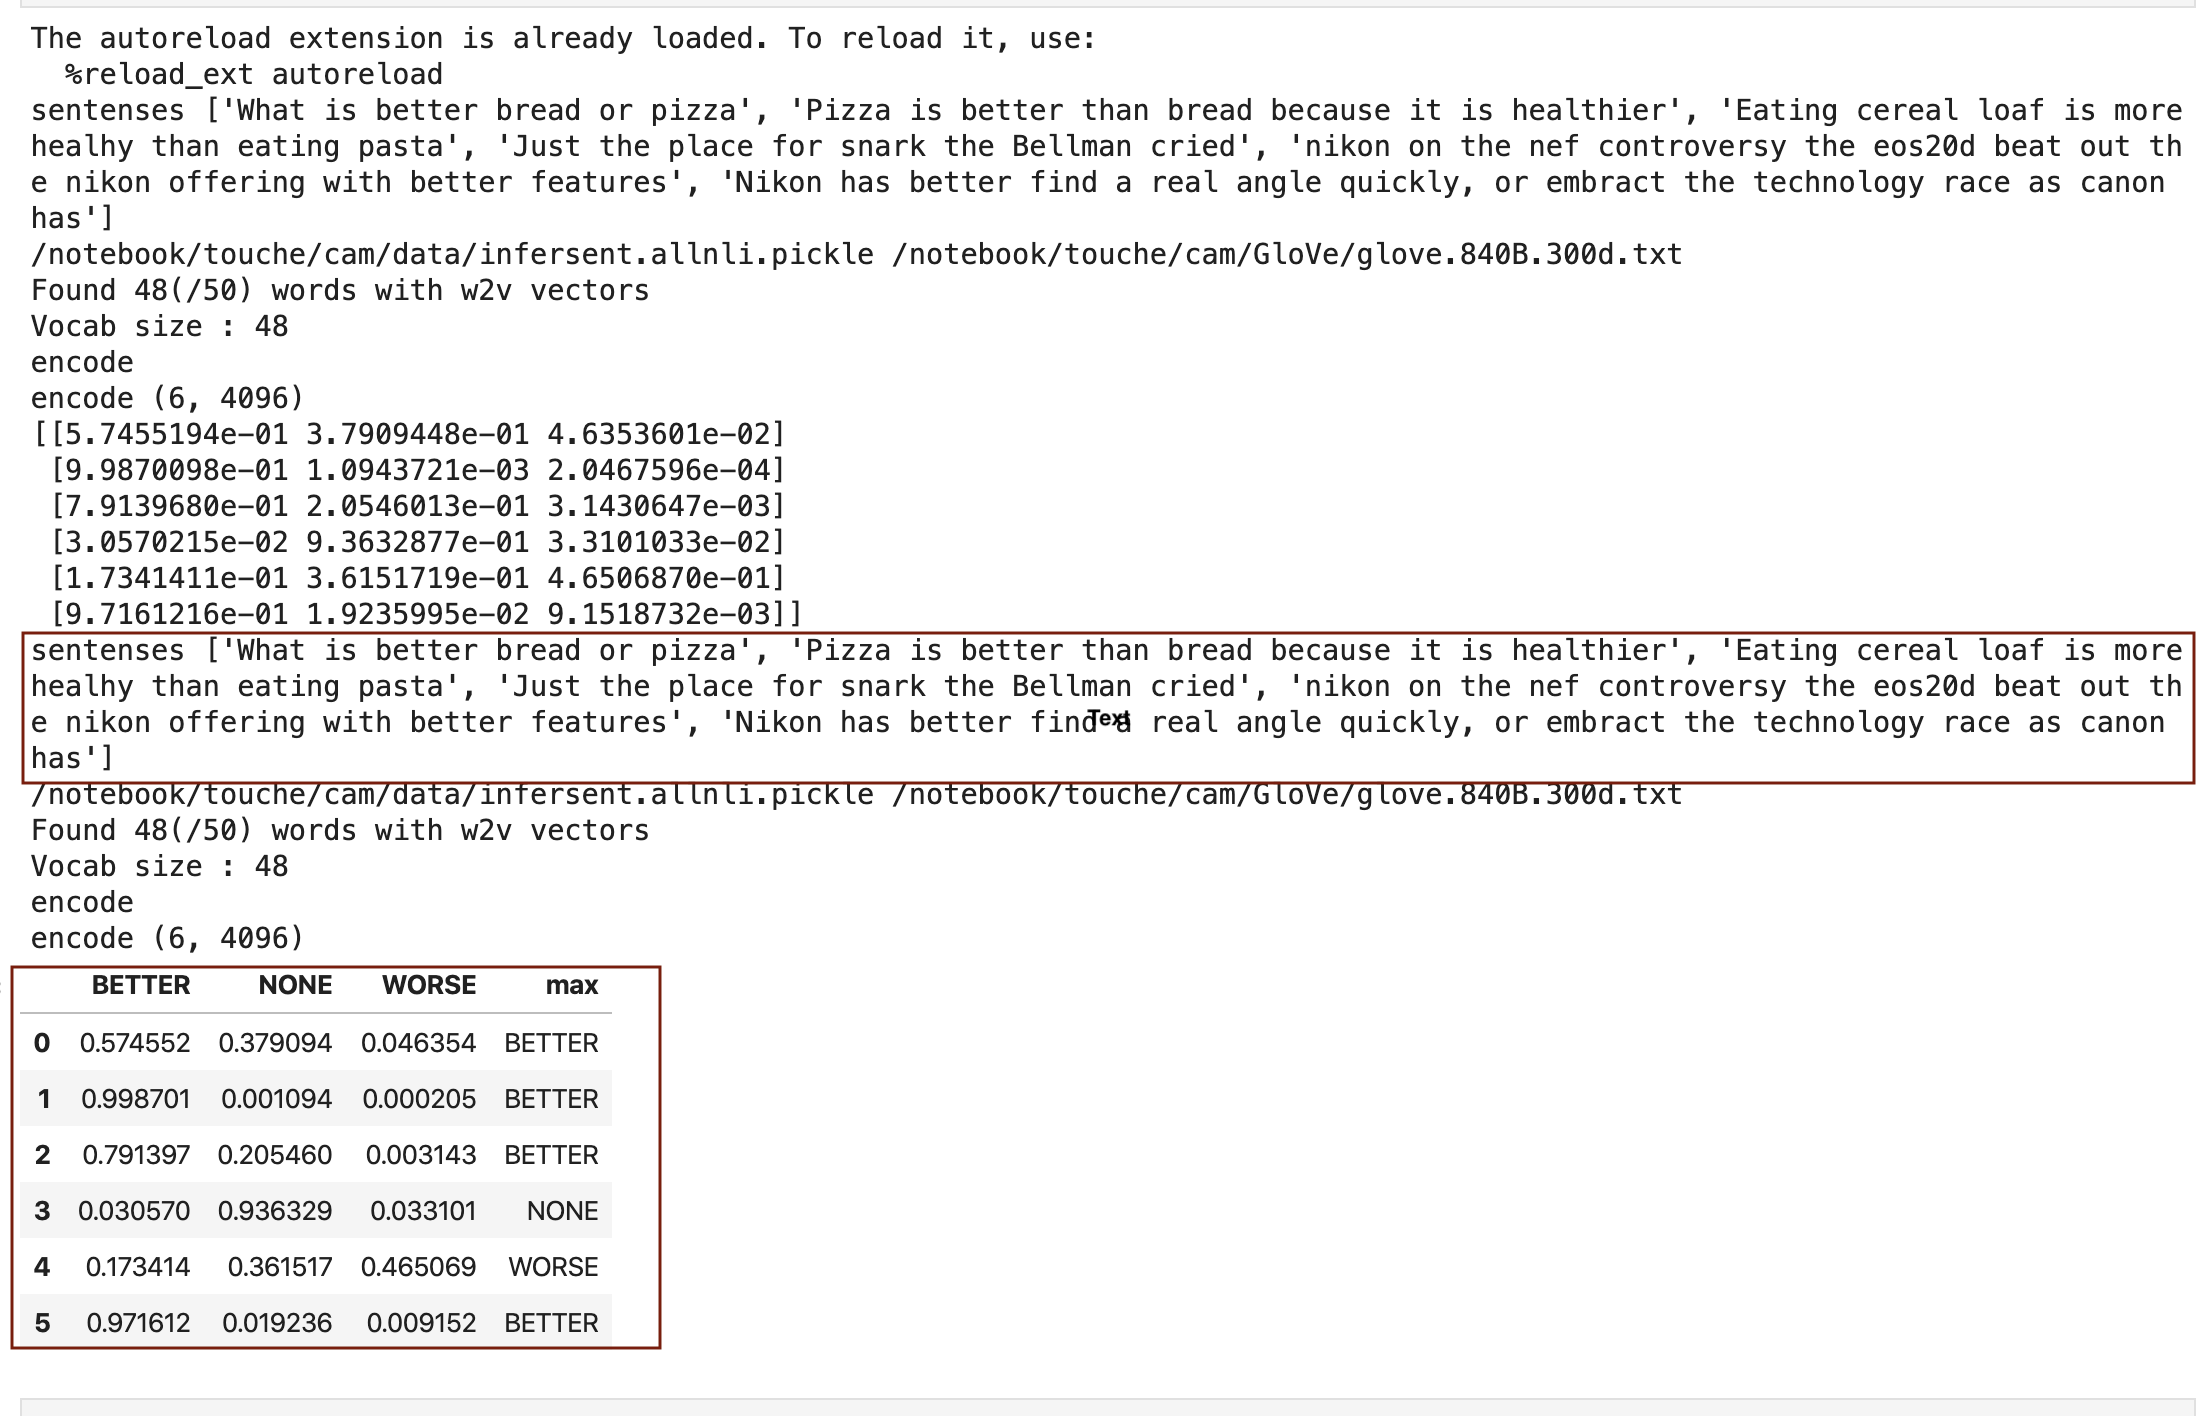 The autoreload extension is already loaded. To reload it, use:
  %reload_ext autoreload
sentenses ['What is better bread or pizza', 'Pizza is better than bread because it is healthier', 'Eating cereal loaf is more
healhy than eating pasta', 'Just the place for snark the Bellman cried', 'nikon on the nef controversy the eos20d beat out th
e nikon offering with better features', 'Nikon has better find a real angle quickly, or embract the technology race as canon
has']
/notebook/touche/cam/data/infersent.allnli.pickle /notebook/touche/cam/GloVe/glove.840B.300d.txt
Found 48(/50) words with w2v vectors
Vocab size : 48
encode
encode (6, 4096)
[[5.7455194e-01 3.7909448e-01 4.6353601e-02]
 [9.9870098e-01 1.0943721e-03 2.0467596e-04]
 [7.9139680e-01 2.0546013e-01 3.1430647e-03]
 [3.0570215e-02 9.3632877e-01 3.3101033e-02]
 [1.7341411e-01 3.6151719e-01 4.6506870e-01]
 [9.7161216e-01 1.9235995e-02 9.1518732e-03]]
sentenses ['What is better bread or pizza', 'Pizza is better than bread because it is healthier', 'Eating cereal loaf is more
healhy than eating pasta', 'Just the place for snark the Bellman cried', 'nikon on the nef controversy the eos20d beat out th
e nikon offering with better features', 'Nikon has better find a real angle quickly, or embract the technology race as canon
Text
has']
/notebook/touche/cam/data/infersent.allnli.pickle /notebook/touche/cam/GloVe/glove.840B.300d.txt
Found 48(/50) words with w2v vectors
Vocab size : 48
encode
encode (6, 4096)
BETTER NONE WORSE max
0 0.574552 0.379094 0.046354 BETTER
1 0.998701 0.001094 0.000205 BETTER
2 0.791397 0.205460 0.003143 BETTER
3 0.030570 0.936329 0.033101 NONE
4 0.173414 0.361517 0.465069 WORSE
5 0.971612 0.019236 0.009152 BETTER